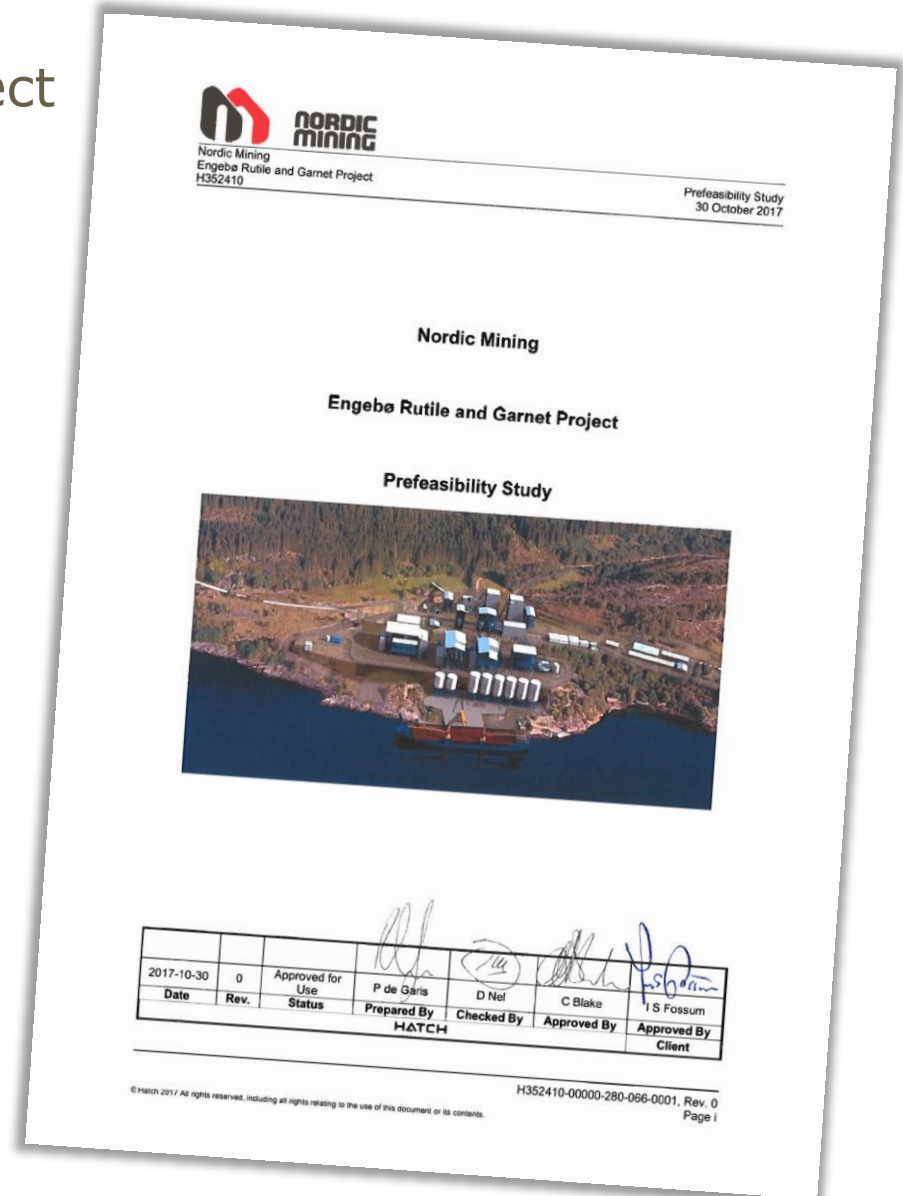 ect
NORDIC
MINING
Nordic Mining
Engebø Rutile and Garnet Project
H352410
Prefeasibility Study
30 October 2017
Nordic Mining
Engebø Rutile and Garnet Project
Prefeasibility Study
2017-10-30 0 Approved for Use P de Garis D Nel C Blake I S Fossum
Date Rev. Status Prepared By Checked By Approved By Approved By
HATCH Client
H352410-00000-280-066-0001, Rev. 0
© Hatch 2017 All rights reserved, including all rights relating to the use of this document or its contents.
Page i